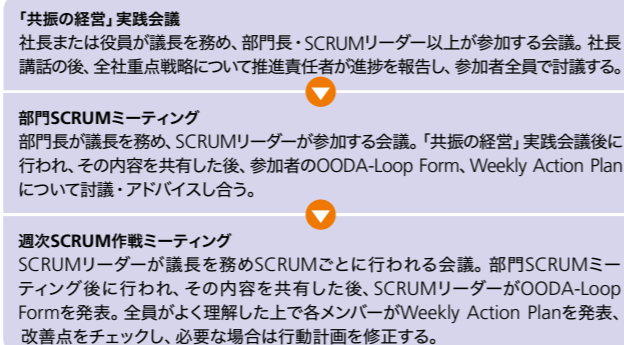 「共振の経営」実践会議
社長または役員が議長を務め、部門長・SCRUMリーダー以上が参加する会議。社長
講話の後、全社重点戦略について推進責任者が進捗を報告し、参加者全員で討議する。
部門SCRUMミーティング
部門長が議長を務め、SCRUMリーダーが参加する会議。「共振の経営」実践会議後に
行われ、その内容を共有した後、参加者のOODA-Loop Form、Weekly Action Plan
について討議・アドバイスし合う。
週次SCRUM作戦ミーティング
SCRUMリーダーが議長を務めSCRUMごとに行われる会議。部門SCRUMミー
ティング後に行われ、その内容を共有した後、SCRUMリーダーがOODA-Loop
Formを発表。全員がよく理解した上で各メンバーがWeekly Action Planを発表、
改善点をチェックし、必要な場合は行動計画を修正する。